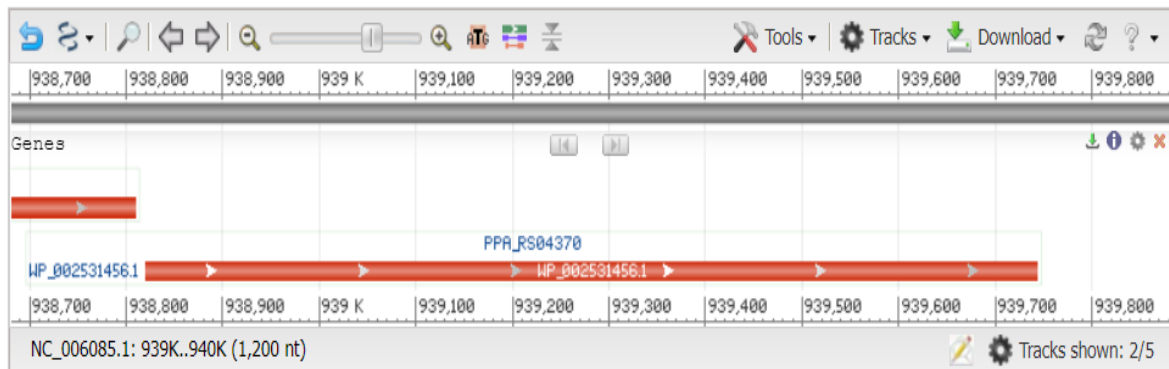 ATG Tools Tracks Download ?
938,700 938,800 938,900 939 K 939,100 939,200 939,300 939,400 939,500 939,600 939,700 939,800
Genes
PPA_RS04370
WP_002531456.1 WP_002531456.1
938,700 938,800 938,900 939 K 939,100 939,200 939,300 939,400 939,500 939,600 939,700 939,800
NC_006085.1: 939K..940K (1,200 nt) Tracks shown: 2/5